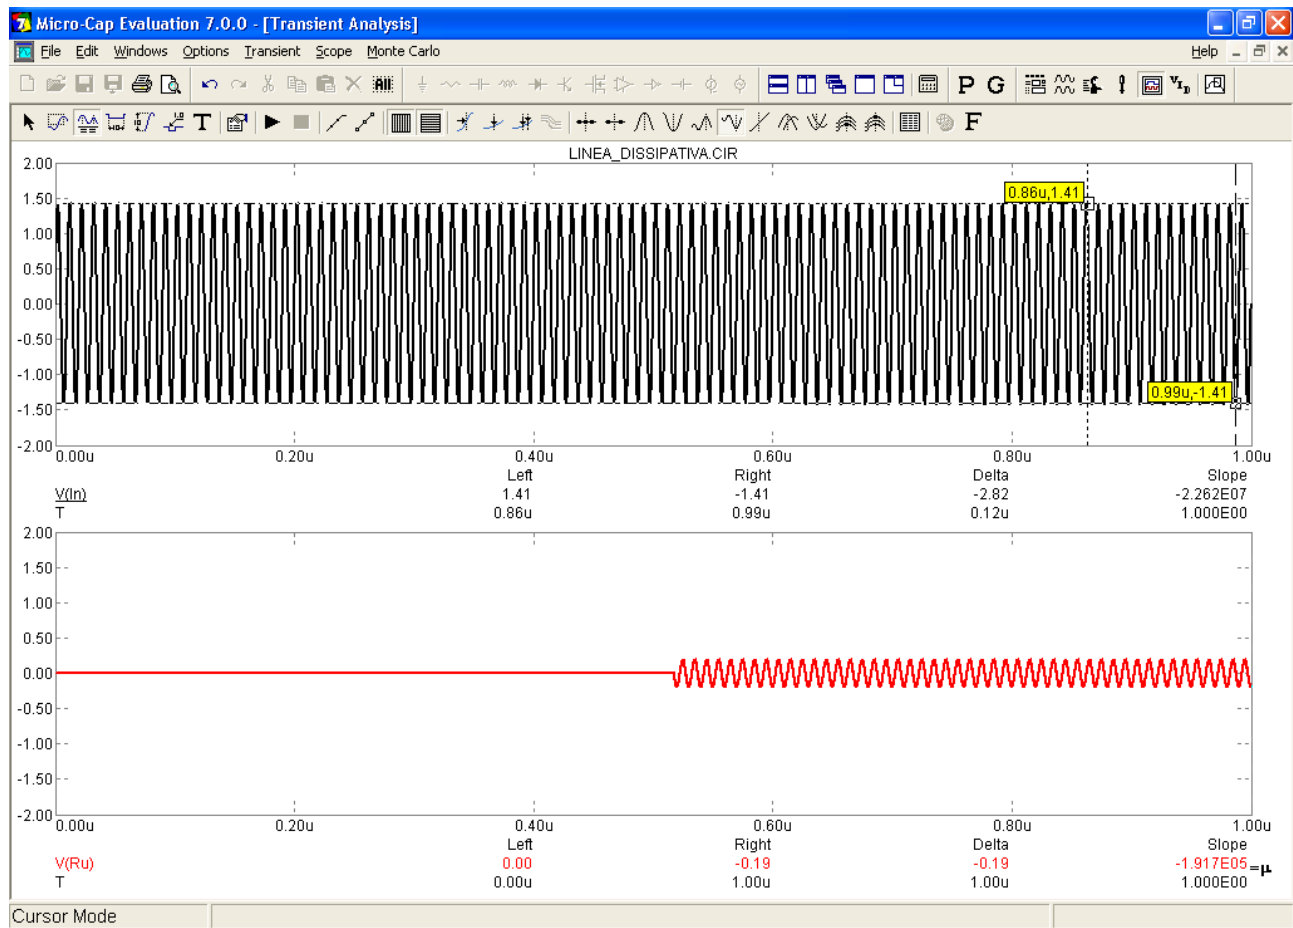 Micro-Cap Evaluation 7.0.0 - [Transient Analysis]
File Edit Windows Options Transient Scope Monte Carlo Help
All P G
T F
LINEA_DISSIPATIVA.CIR
2.00
1.50
1.00
0.50
0.00
-0.50
-1.00
-1.50
-2.00
0.86u,1.41
0.99u,-1.41
0.00u 0.20u 0.40u 0.60u 0.80u 1.00u
Left Right Delta Slope
V(In) 1.41 -1.41 -2.82 -2.262E07
T 0.86u 0.99u 0.12u 1.000E00
2.00
1.50
1.00
0.50
0.00
-0.50
-1.00
-1.50
-2.00
0.00u 0.20u 0.40u 0.60u 0.80u 1.00u
Left Right Delta Slope
V(Ru) 0.00 -0.19 -0.19 -1.917E05 =μ
T 0.00u 1.00u 1.00u 1.000E00
Cursor Mode